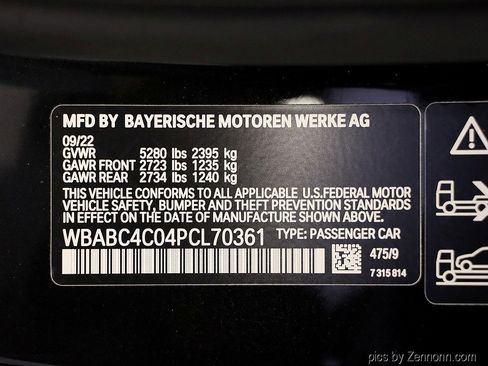 MFD BY BAYERISCHE MOTOREN WERKE AG
09/22
GVWR 5280 lbs 2395 kg
GAWR FRONT 2723 lbs 1235 kg
GAWR REAR 2734 lbs 1240 kg
THIS VEHICLE CONFORMS TO ALL APPLICABLE U.S.FEDERAL MOTOR
VEHICLE SAFETY, BUMPER AND THEFT PREVENTION STANDARDS
IN EFFECT ON THE DATE OF MANUFACTURE SHOWN ABOVE.
WBABC4C04PCL70361 TYPE: PASSENGER CAR
475/9
7 315 814
pics by Zennonn.com